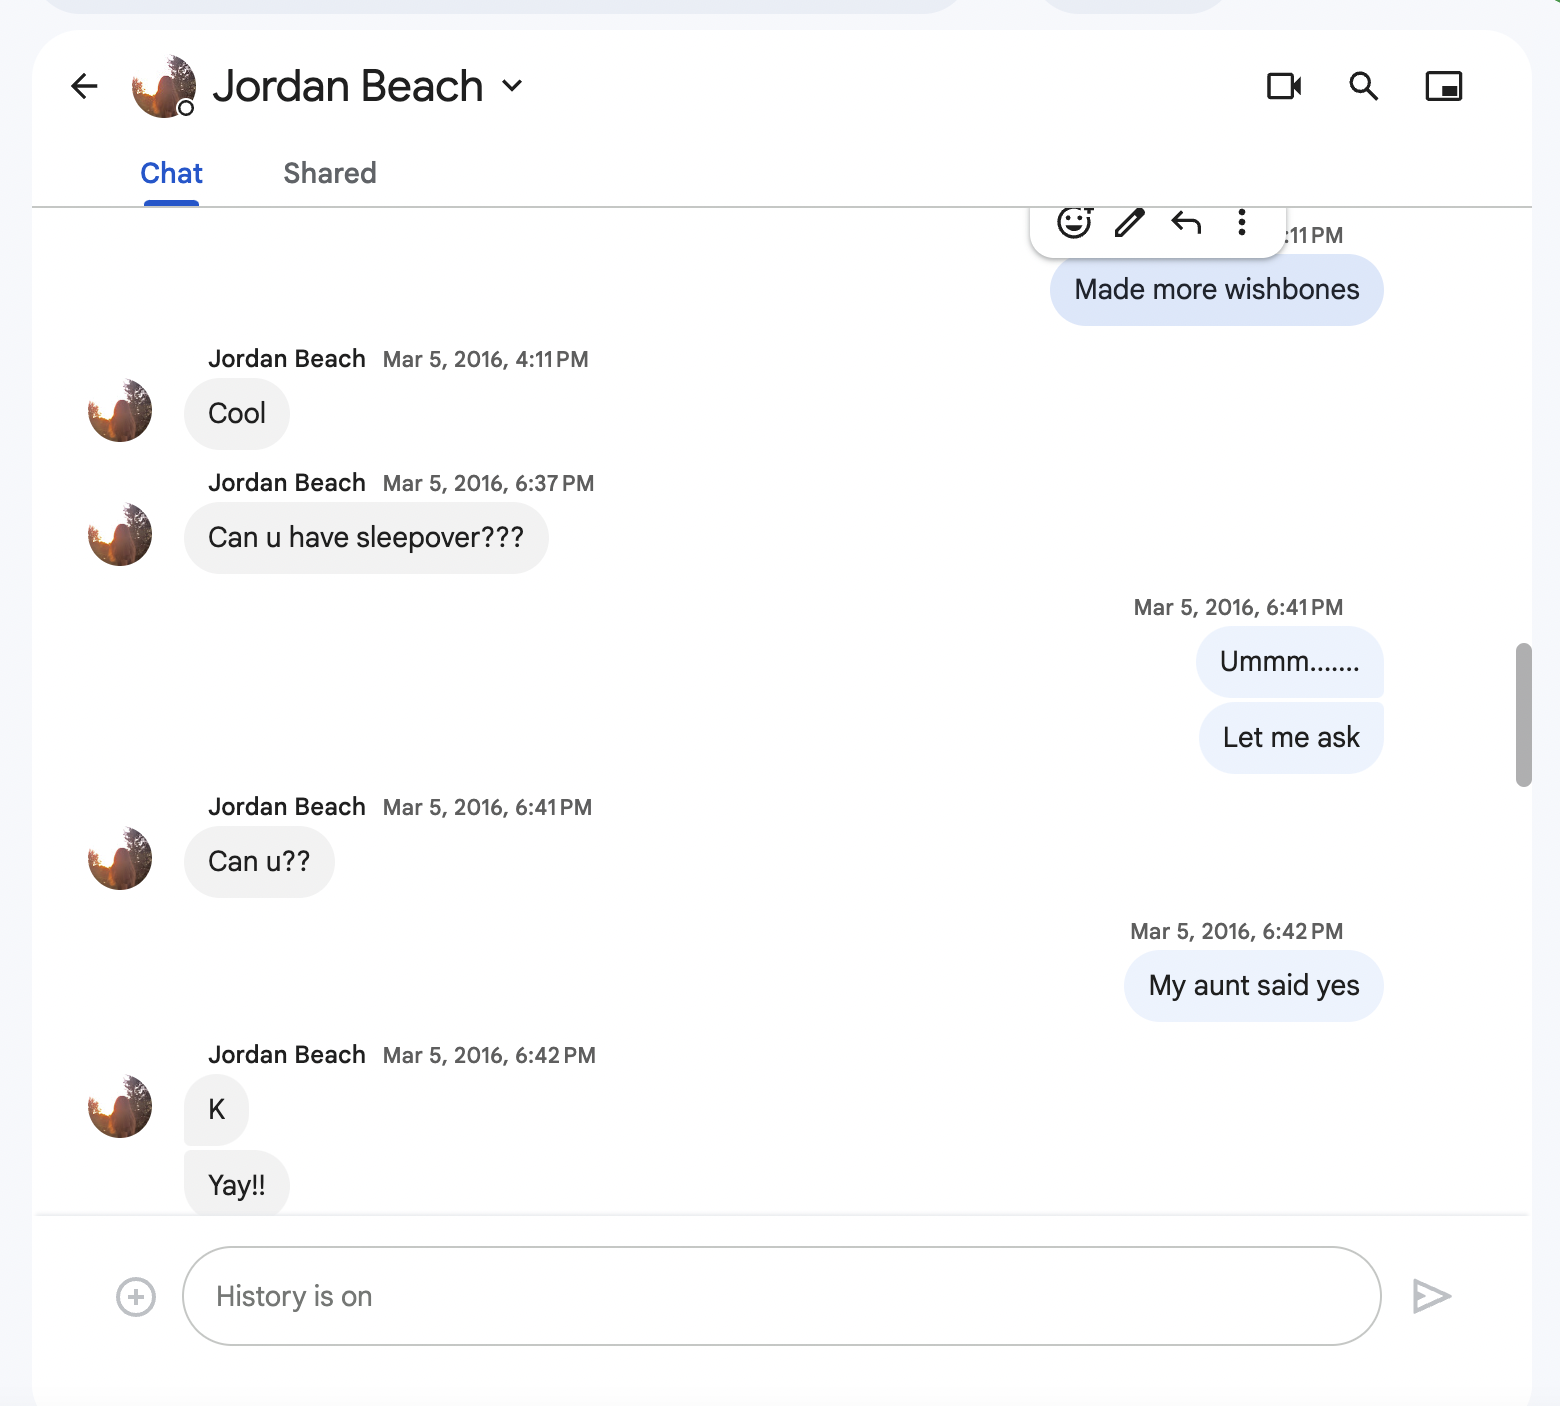 Jordan Beach
Chat Shared
:11 PM
Made more wishbones
Jordan Beach Mar 5, 2016, 4:11 PM
Cool
Jordan Beach Mar 5, 2016, 6:37 PM
Can u have sleepover???
Mar 5, 2016, 6:41 PM
Ummm.......
Let me ask
Jordan Beach Mar 5, 2016, 6:41 PM
Can u??
Mar 5, 2016, 6:42 PM
My aunt said yes
Jordan Beach Mar 5, 2016, 6:42 PM
K
Yay!!
History is on